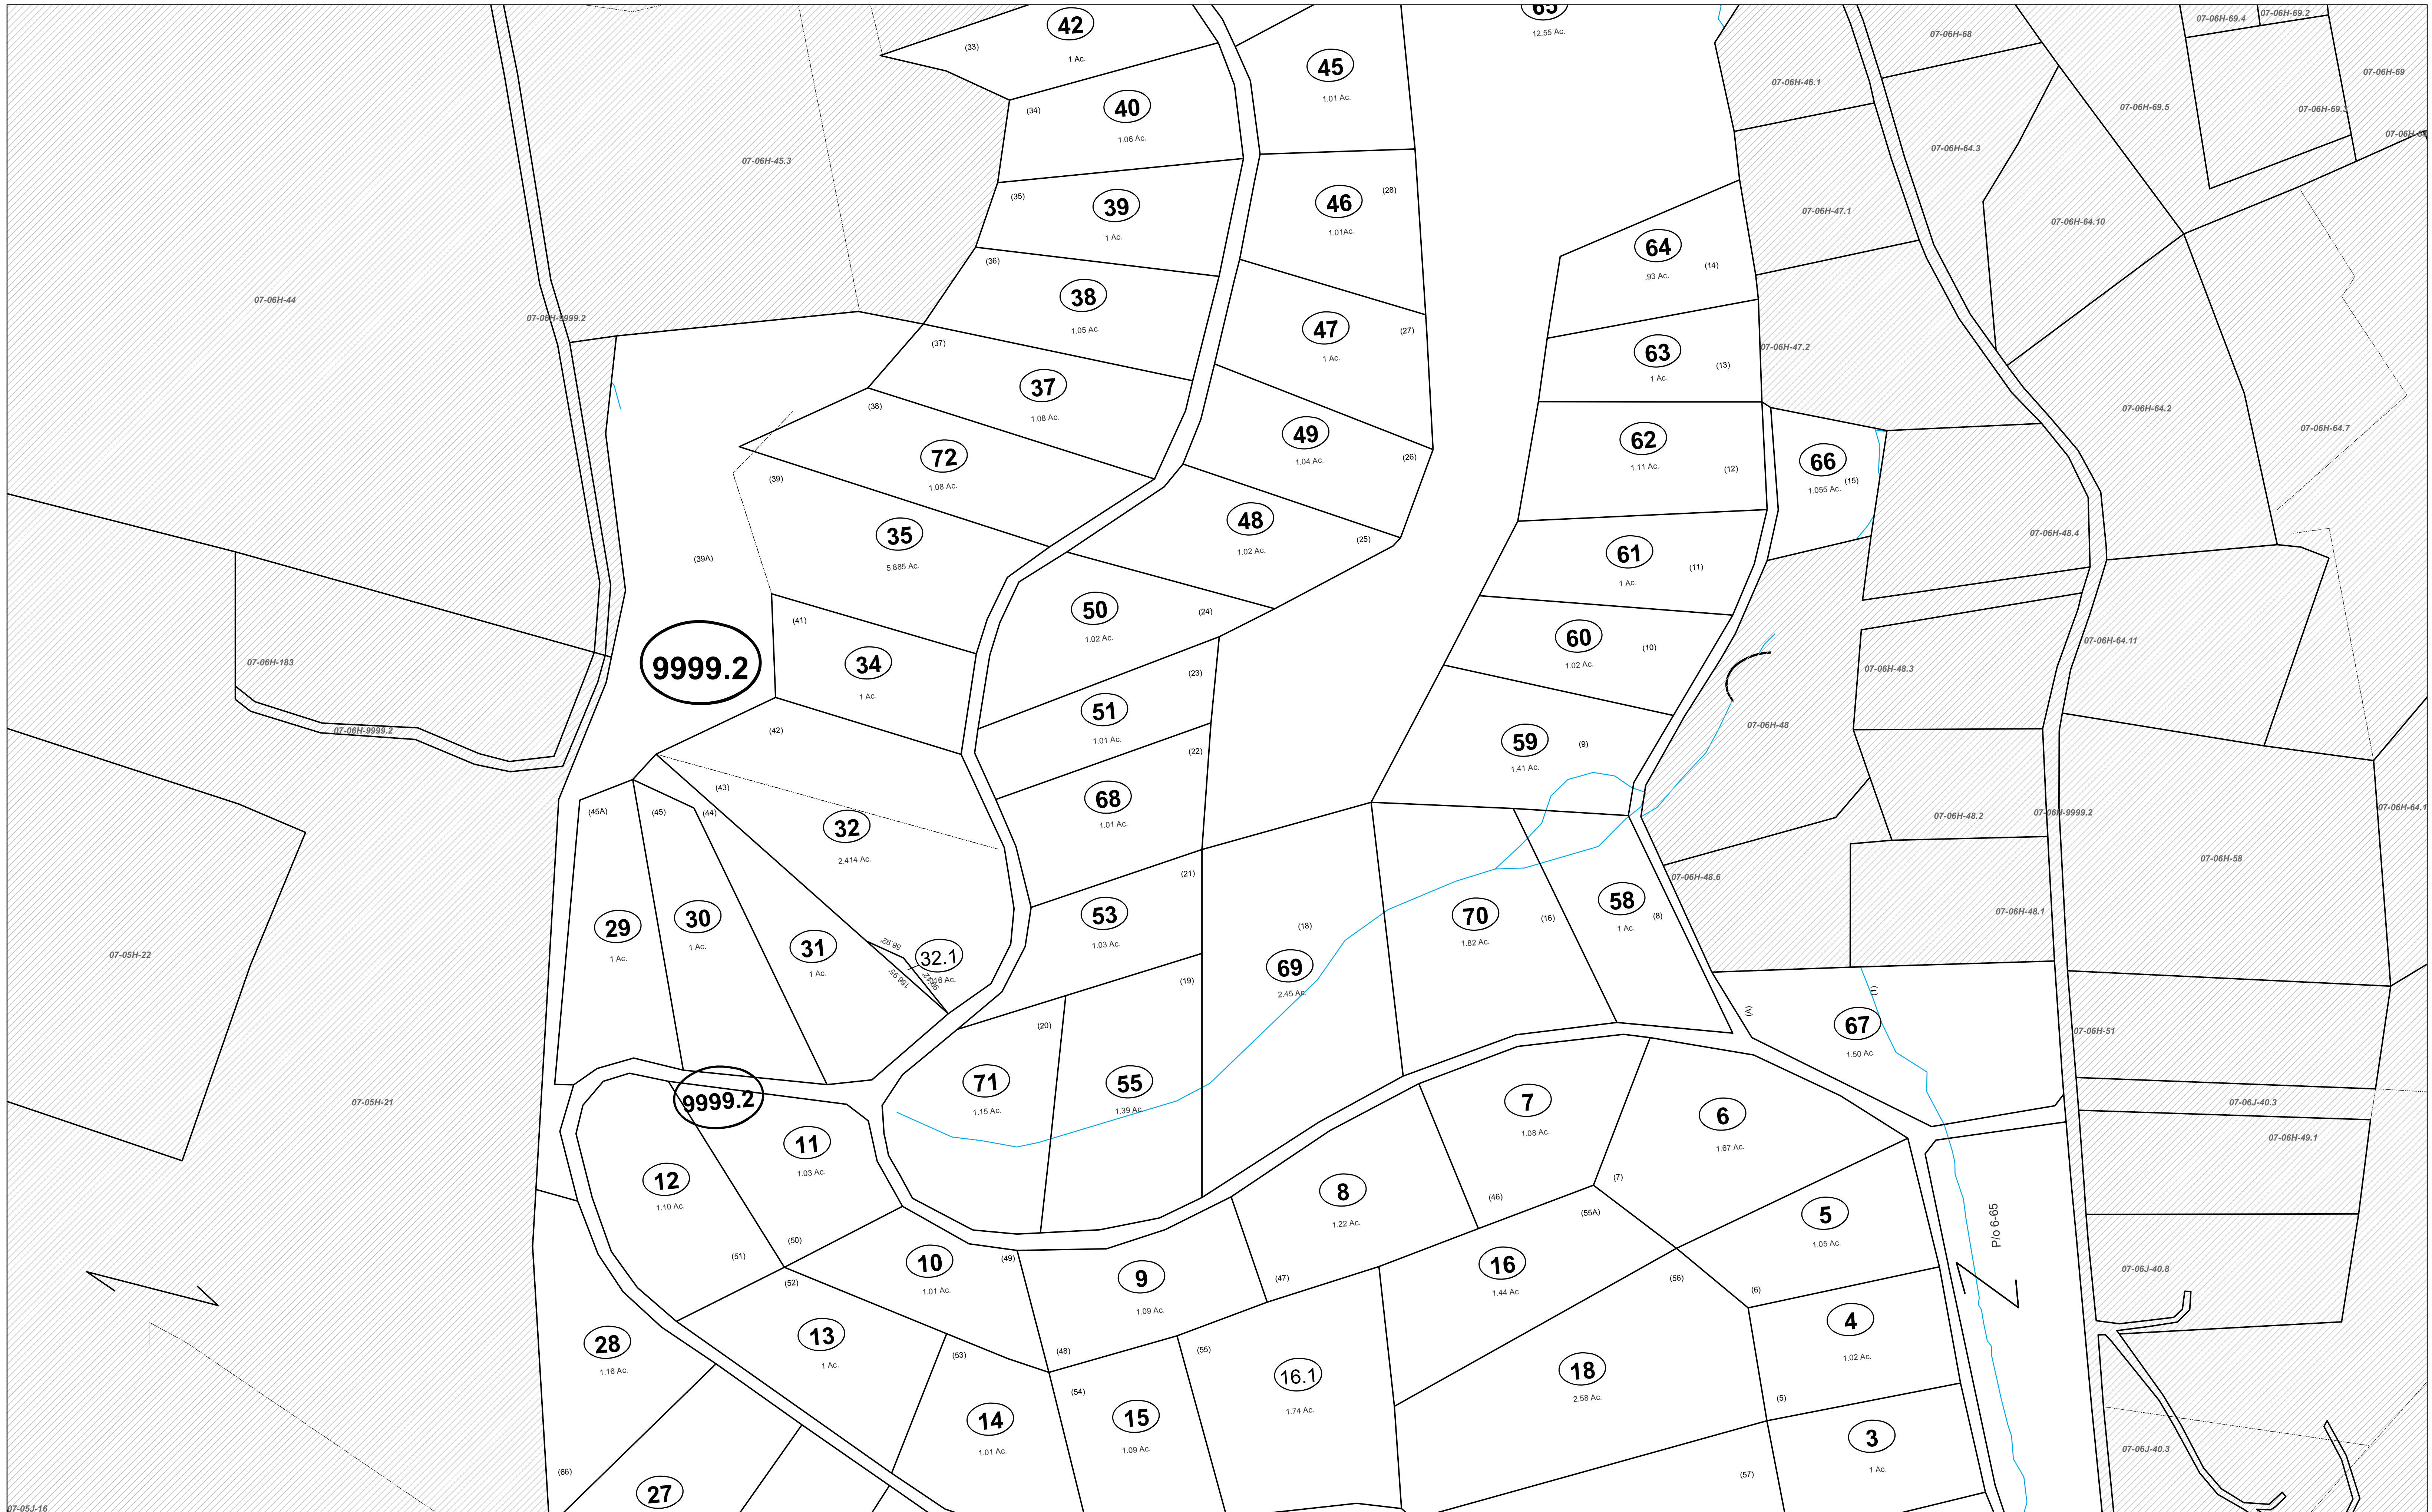 42
(33)
1 Ac.
65
12.55 Ac.
07-06H-69.4
07-06H-69.2
07-06H-68
45
1.01 Ac.
07-06H-46.1
07-06H-69
(34)
40
1.06 Ac.
07-06H-69.5
07-06H-64.3
07-06H-45.3
(35)
39
1 Ac.
46
(28)
1.01Ac.
07-06H-47.1
07-06H-64.10
64
.93 Ac.
(14)
(36)
38
1.05 Ac.
07-06H-44
07-06H-9999.2
47
(27)
1 Ac.
(37)
63
1 Ac.
(13)
07-06H-47.2
37
1.08 Ac.
(38)
07-06H-64.2
07-06H-64.7
49
1.04 Ac.
(26)
62
1.11 Ac.
(12)
66
1.055 Ac.
(15)
72
1.08 Ac.
(39)
35
5.885 Ac.
48
1.02 Ac.
(25)
07-06H-48.4
(39A)
61
1 Ac.
(11)
50
1.02 Ac.
(24)
(41)
60
1.02 Ac.
(10)
07-06H-64.11
07-06H-183
9999.2
34
1 Ac.
(23)
07-06H-48.3
51
1.01 Ac.
(42)
07-06H-9999.2
07-06H-48
59
1.41 Ac.
(9)
(22)
(43)
68
1.01 Ac.
(45A)
(45)
(44)
32
2.414 Ac.
07-06H-48.2
07-06H-9999.2
07-06H-64.1
07-06H-58
(21)
07-06H-48.6
29
1 Ac.
30
1 Ac.
31
1 Ac.
53
1.03 Ac.
(18)
70
1.82 Ac.
(16)
58
1 Ac.
(8)
07-06H-48.1
58.92'
32.1
156.95'
07-05H-22
69
2.45 Ac.
(19)
(20)
(A)
67
1.50 Ac.
07-06H-51
71
1.15 Ac.
55
1.39 Ac.
9999.2
07-05H-21
7
1.08 Ac.
6
1.67 Ac.
07-06J-40.3
07-06H-49.1
11
1.03 Ac.
12
1.10 Ac.
8
1.22 Ac.
(46)
(7)
(55A)
5
1.05 Ac.
P/o 6-65
(50)
(51)
10
1.01 Ac.
(49)
9
1.09 Ac.
(47)
16
1.44 Ac
(56)
(6)
07-06J-40.8
(52)
13
1 Ac.
28
1.16 Ac.
(53)
(48)
(55)
4
1.02 Ac.
16.1
1.74 Ac.
18
2.58 Ac.
(54)
(5)
14
1.01 Ac.
15
1.09 Ac.
3
1 Ac.
07-06J-40.3
(66)
27
(57)
07-05J-16